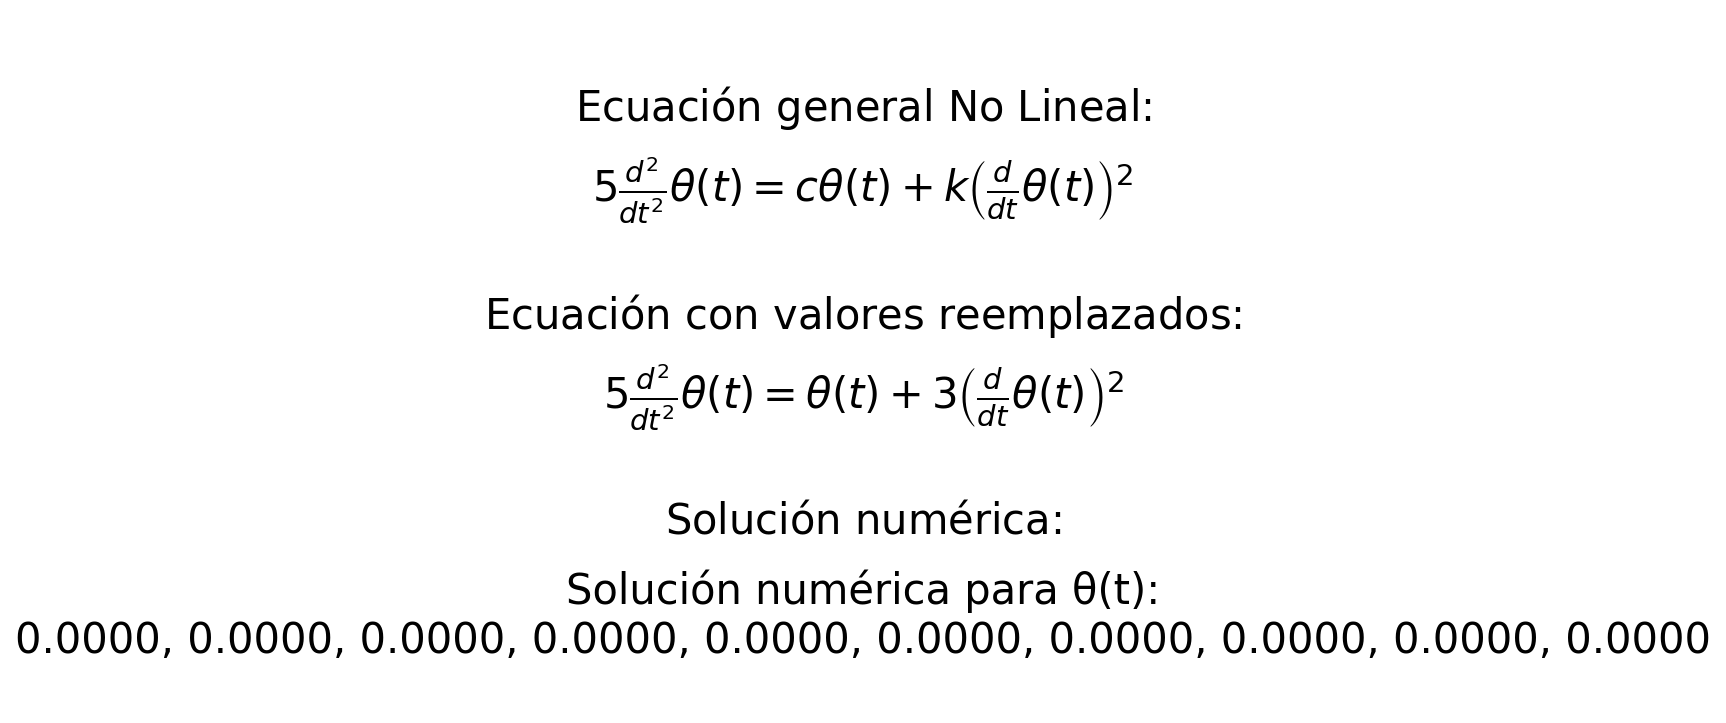 Ecuación general No Lineal:
$5\frac{d^2}{dt^2}\theta(t) = c\theta(t) + k\left(\frac{d}{dt}\theta(t)\right)^2$
Ecuación con valores reemplazados:
$5\frac{d^2}{dt^2}\theta(t) = \theta(t) + 3\left(\frac{d}{dt}\theta(t)\right)^2$
Solución numérica:
Solución numérica para θ(t):
0.0000, 0.0000, 0.0000, 0.0000, 0.0000, 0.0000, 0.0000, 0.0000, 0.0000, 0.0000